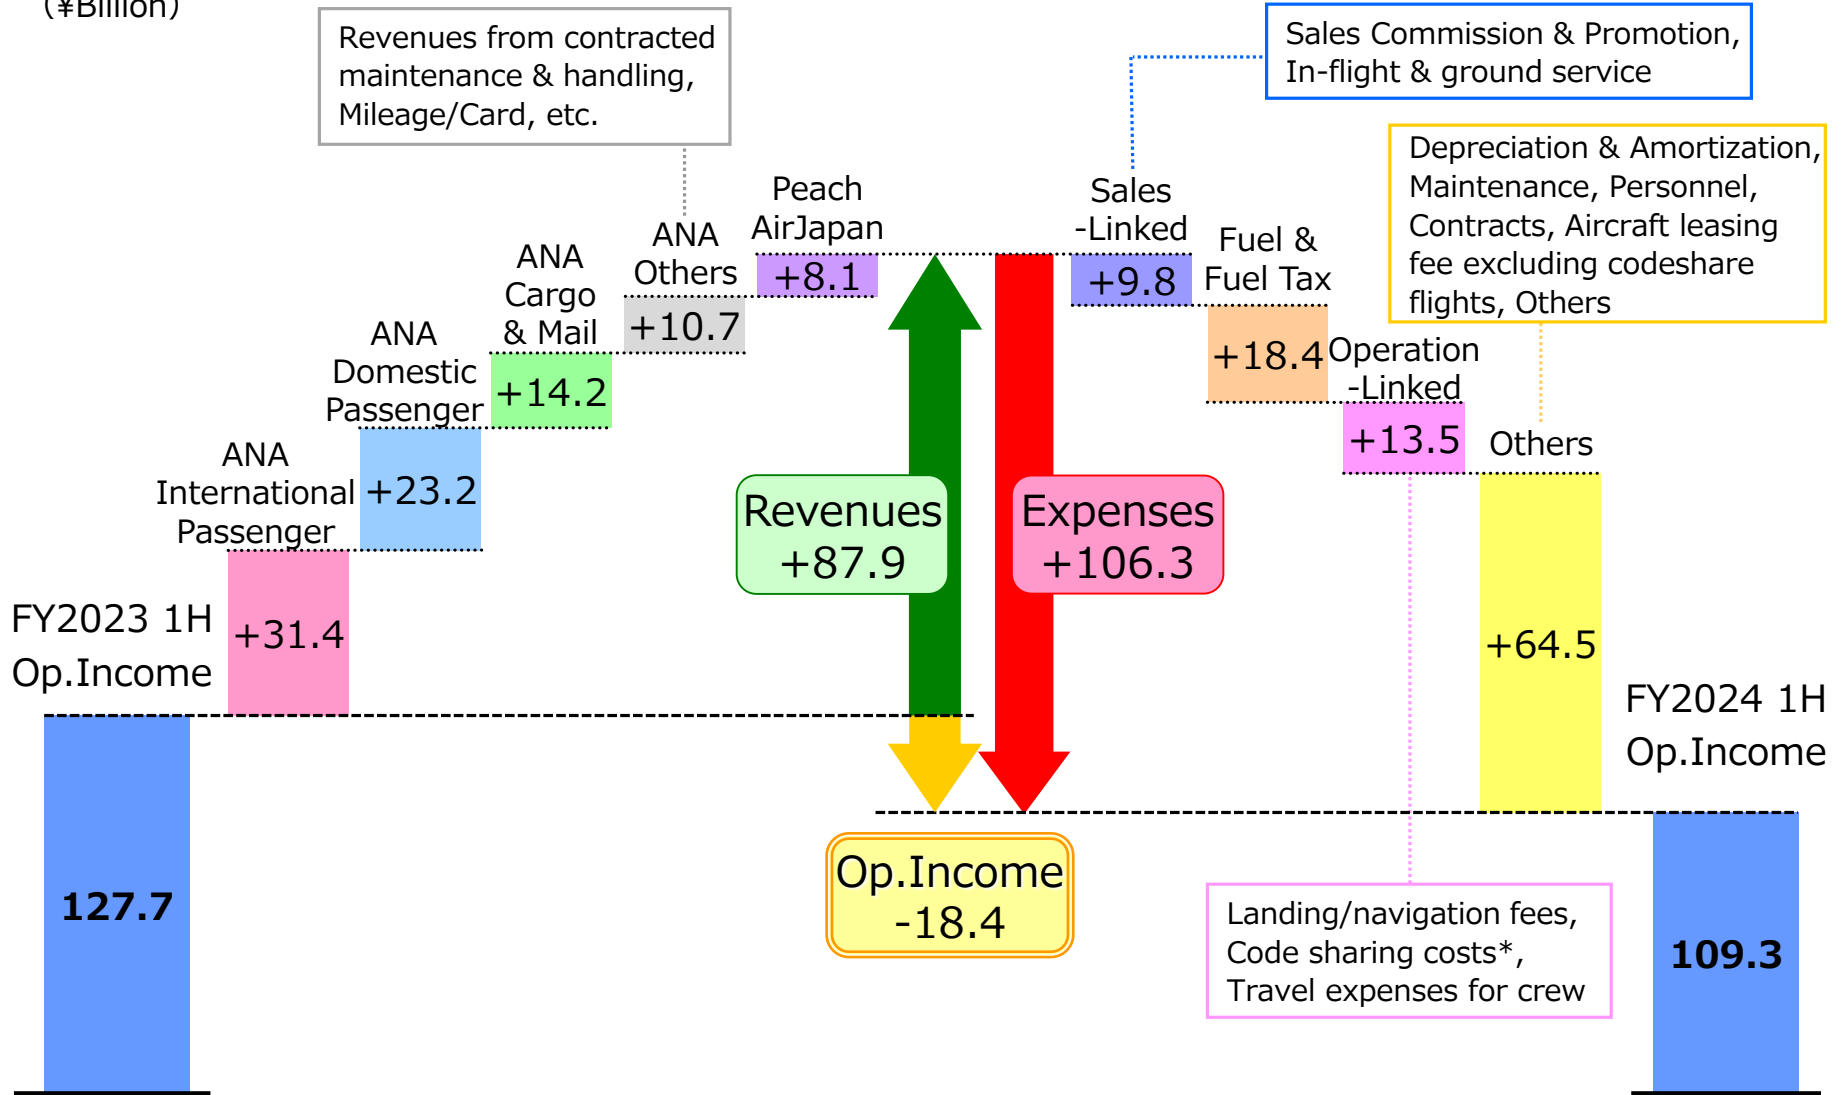 (¥Billion)
Revenues from contracted
maintenance & handling,
Mileage/Card, etc.
Sales Commission & Promotion,
In-flight & ground service
Depreciation & Amortization,
Maintenance, Personnel,
Contracts, Aircraft leasing
fee excluding codeshare
flights, Others
FY2023 1H
Op.Income
127.7
ANA
International
Passenger
+31.4
ANA
Domestic
Passenger
+23.2
ANA
Cargo
& Mail
+14.2
ANA
Others
+10.7
Peach
AirJapan
+8.1
Revenues
+87.9
Expenses
+106.3
Op.Income
-18.4
Sales
-Linked
+9.8
Fuel &
Fuel Tax
+18.4
Operation
-Linked
+13.5
Others
+64.5
Landing/navigation fees,
Code sharing costs*,
Travel expenses for crew
FY2024 1H
Op.Income
109.3